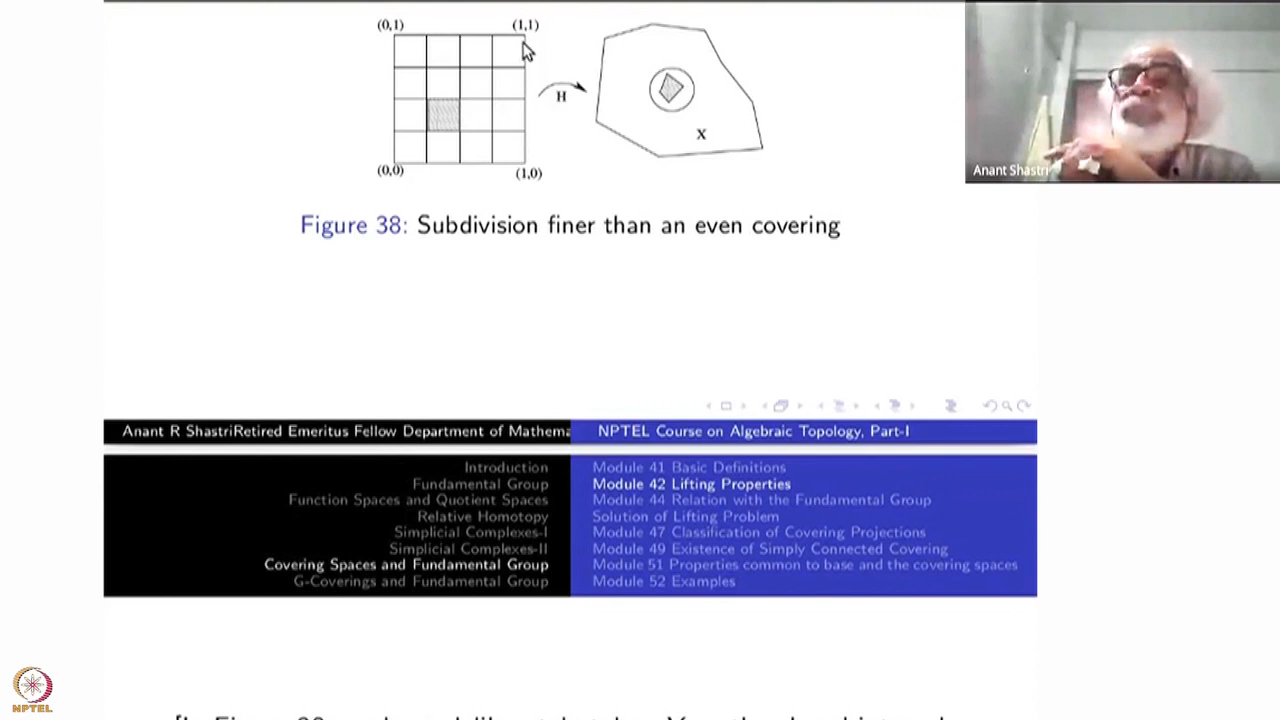 (0,1) (1,1)
H
X
(0,0) (1,0)
Anant Shastri
Figure 38: Subdivision finer than an even covering
Anant R ShastriRetired Emeritus Fellow Department of Mathema
NPTEL Course on Algebraic Topology, Part-I
Introduction
Fundamental Group
Function Spaces and Quotient Spaces
Relative Homotopy
Simplicial Complexes-I
Simplicial Complexes-II
Covering Spaces and Fundamental Group
G-Coverings and Fundamental Group
Module 41 Basic Definitions
Module 42 Lifting Properties
Module 44 Relation with the Fundamental Group
Solution of Lifting Problem
Module 47 Classification of Covering Projections
Module 49 Existence of Simply Connected Covering
Module 51 Properties common to base and the covering spaces
Module 52 Examples
NPTEL